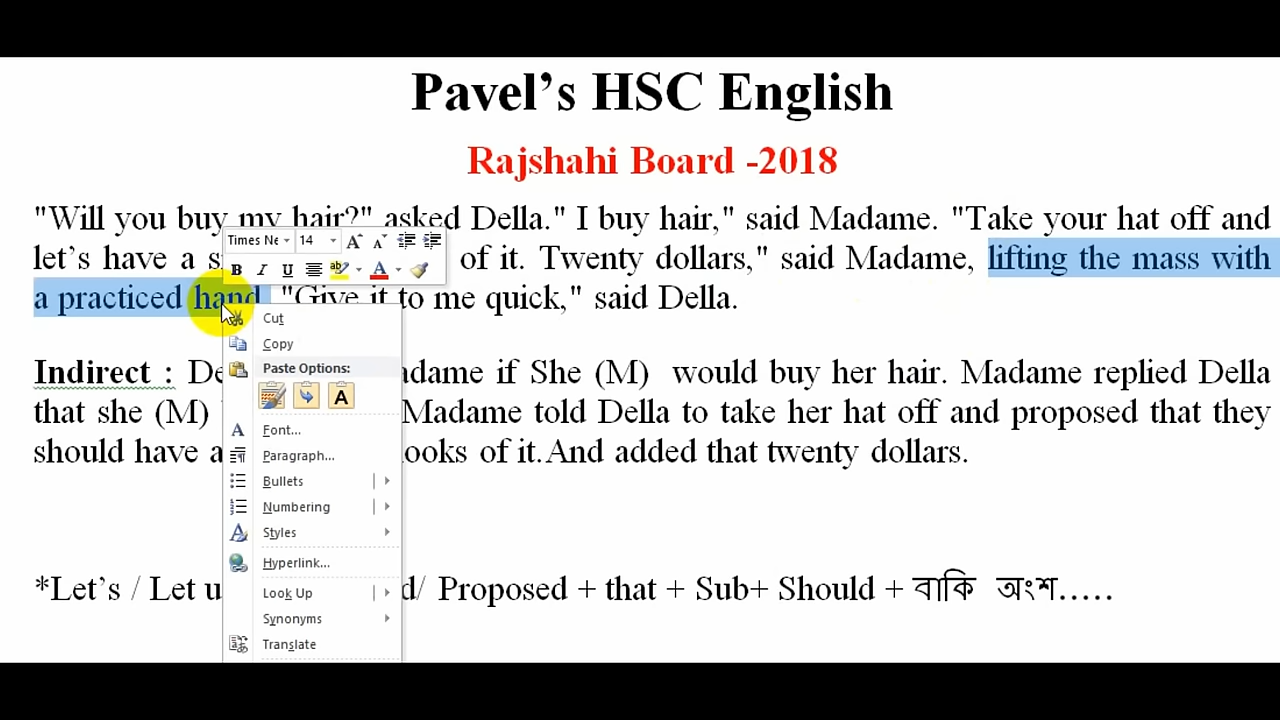 Pavel’s HSC English
Rajshahi Board -2018
"Will you buy my hair?" asked Della." I buy hair," said Madame. "Take your hat off and
let’s have a s of it. Twenty dollars," said Madame, lifting the mass with
a practiced hand. "Give it to me quick," said Della.
Times Ne 14
Cut
Copy
Paste Options:
Font...
Paragraph...
Bullets
Numbering
Styles
Hyperlink...
Look Up
Synonyms
Translate
Indirect : De adame if She (M) would buy her hair. Madame replied Della
that she (M) Madame told Della to take her hat off and proposed that they
should have a ooks of it.And added that twenty dollars.
*Let’s / Let u d/ Proposed + that + Sub+ Should + বাকি অংশ.....